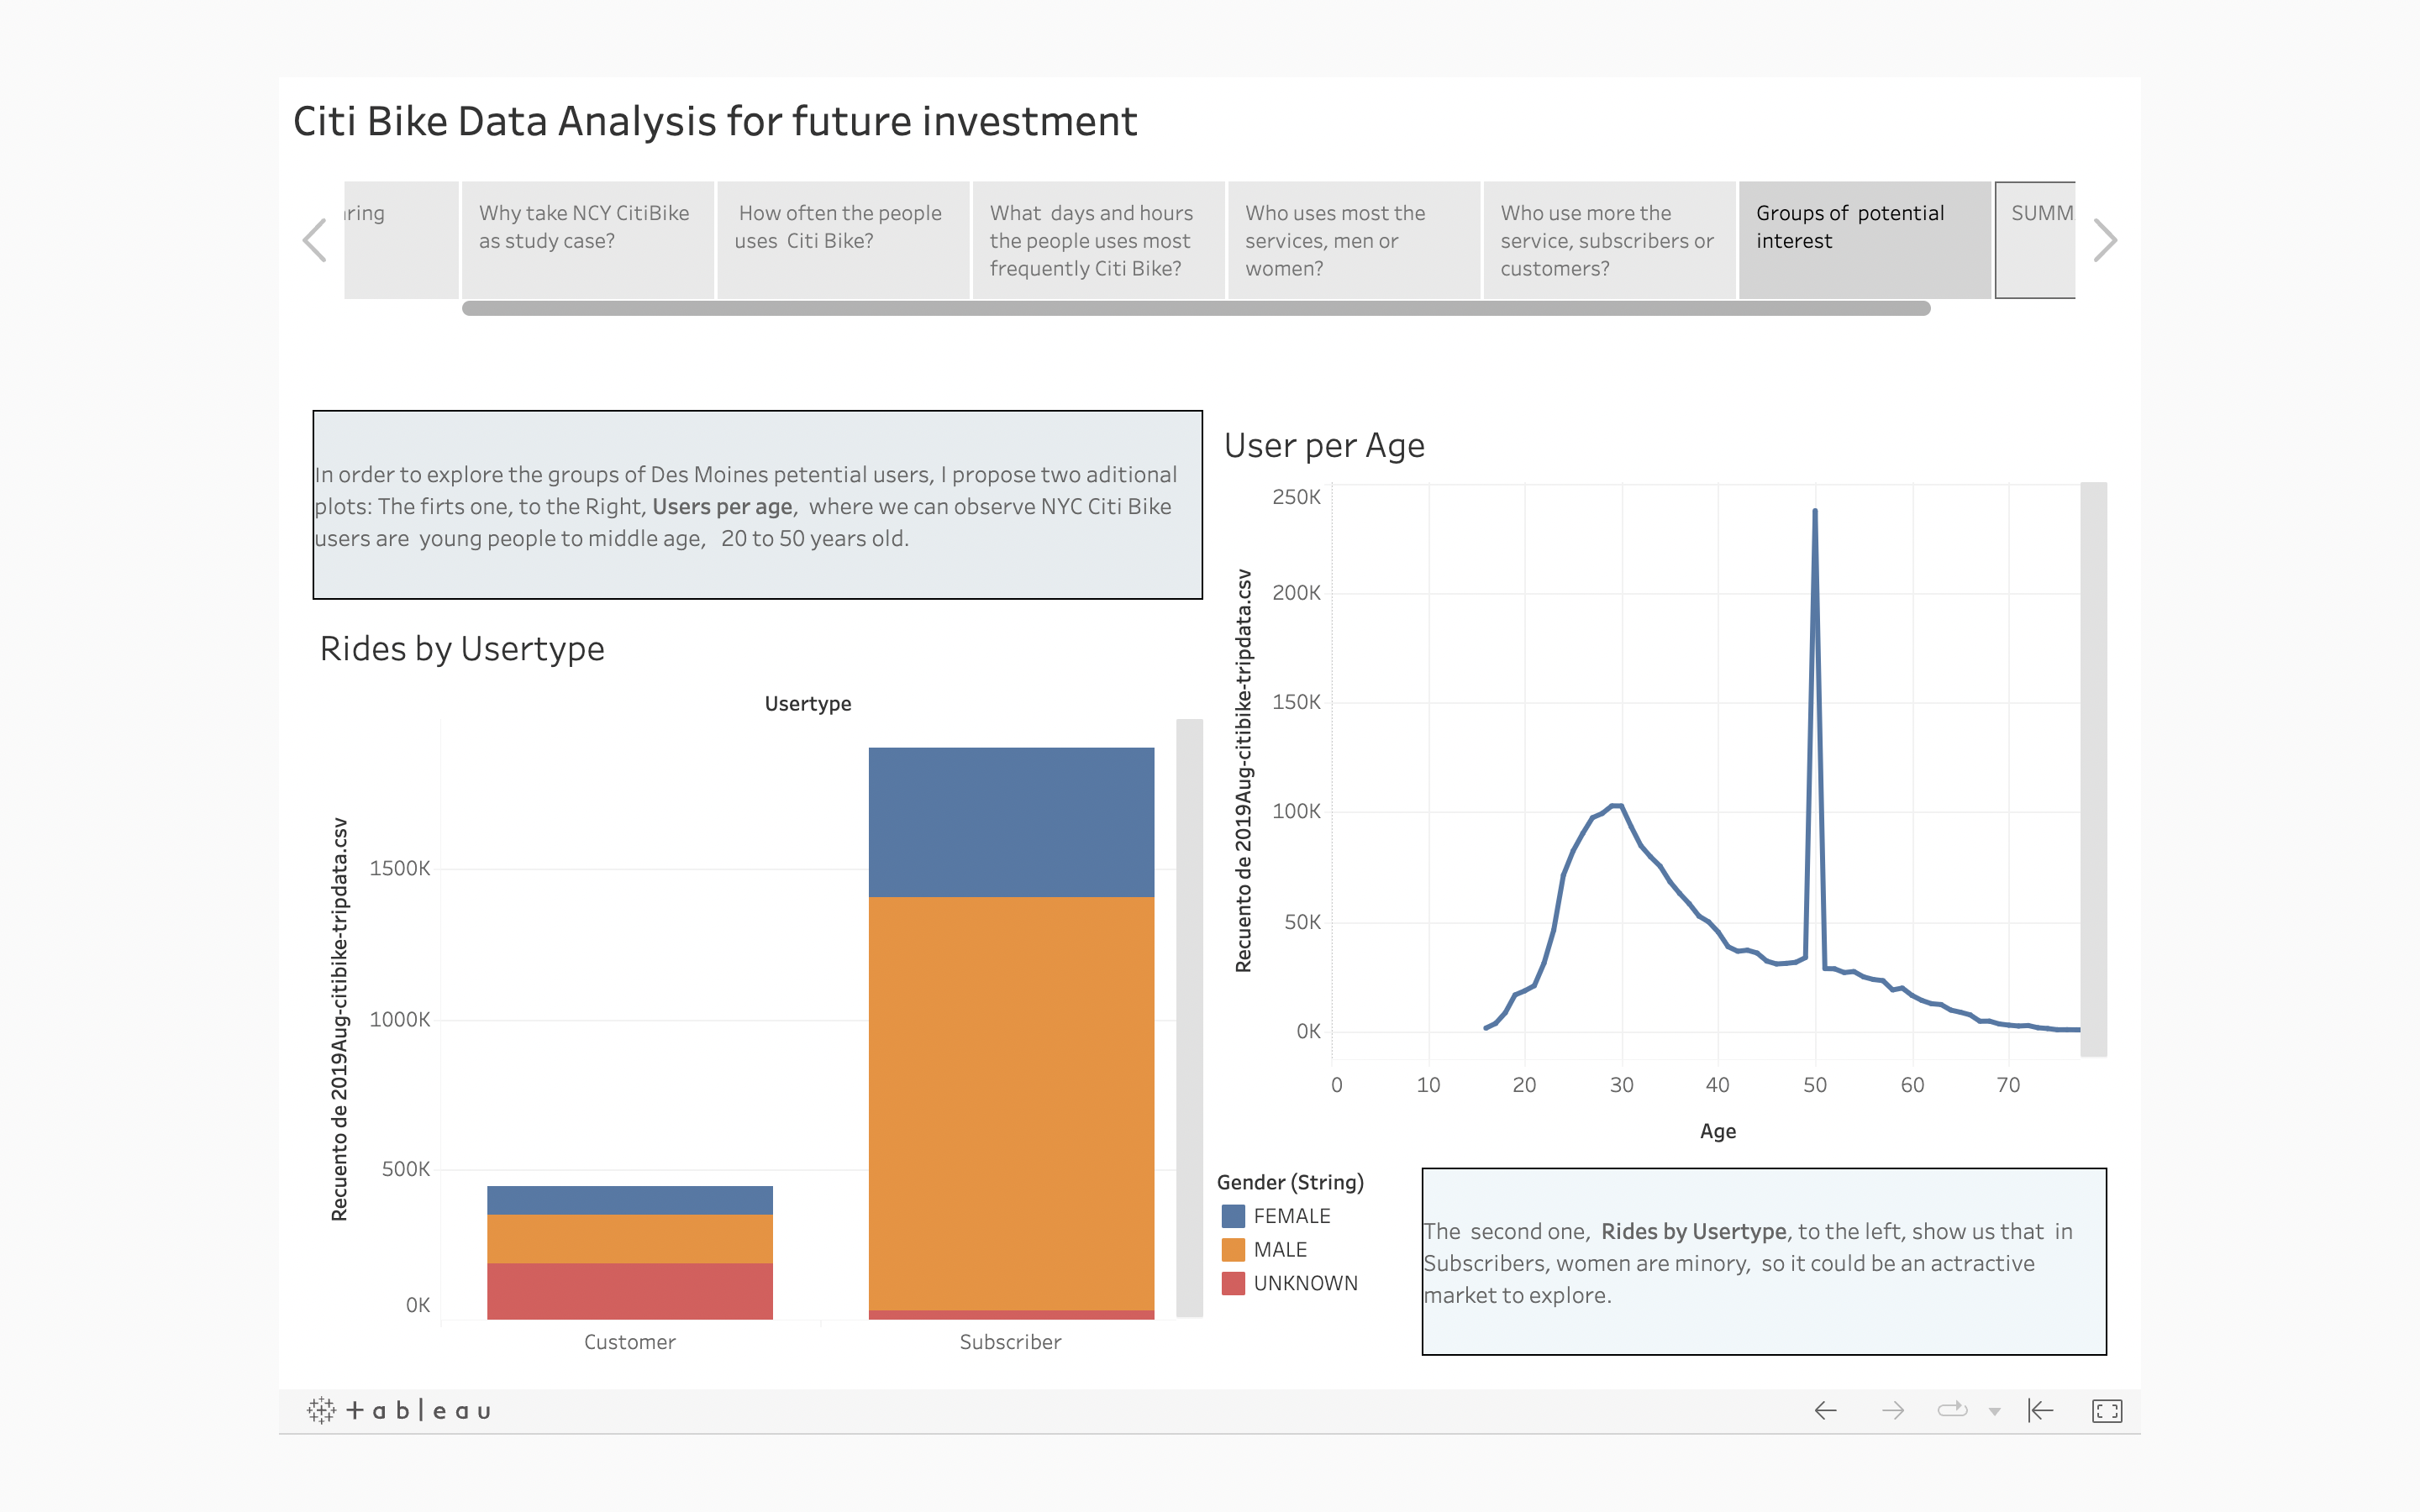 Citi Bike Data Analysis for future investment
ring
Why take NCY CitiBike
as study case?
How often the people
uses Citi Bike?
What days and hours
the people uses most
frequently Citi Bike?
Who uses most the
services, men or
women?
Who use more the
service, subscribers or
customers?
Groups of potential
interest
SUMM
In order to explore the groups of Des Moines petential users, I propose two aditional
plots: The firts one, to the Right, Users per age, where we can observe NYC Citi Bike
users are young people to middle age, 20 to 50 years old.
User per Age
Recuento de 2019Aug-citibike-tripdata.csv
250K
200K
150K
100K
50K
0K
0 10 20 30 40 50 60 70
Age
Rides by Usertype
Usertype
Recuento de 2019Aug-citibike-tripdata.csv
1500K
1000K
500K
0K
Customer Subscriber
Gender (String)
FEMALE
MALE
UNKNOWN
The second one, Rides by Usertype, to the left, show us that in
Subscribers, women are minory, so it could be an actractive
market to explore.
+ableau